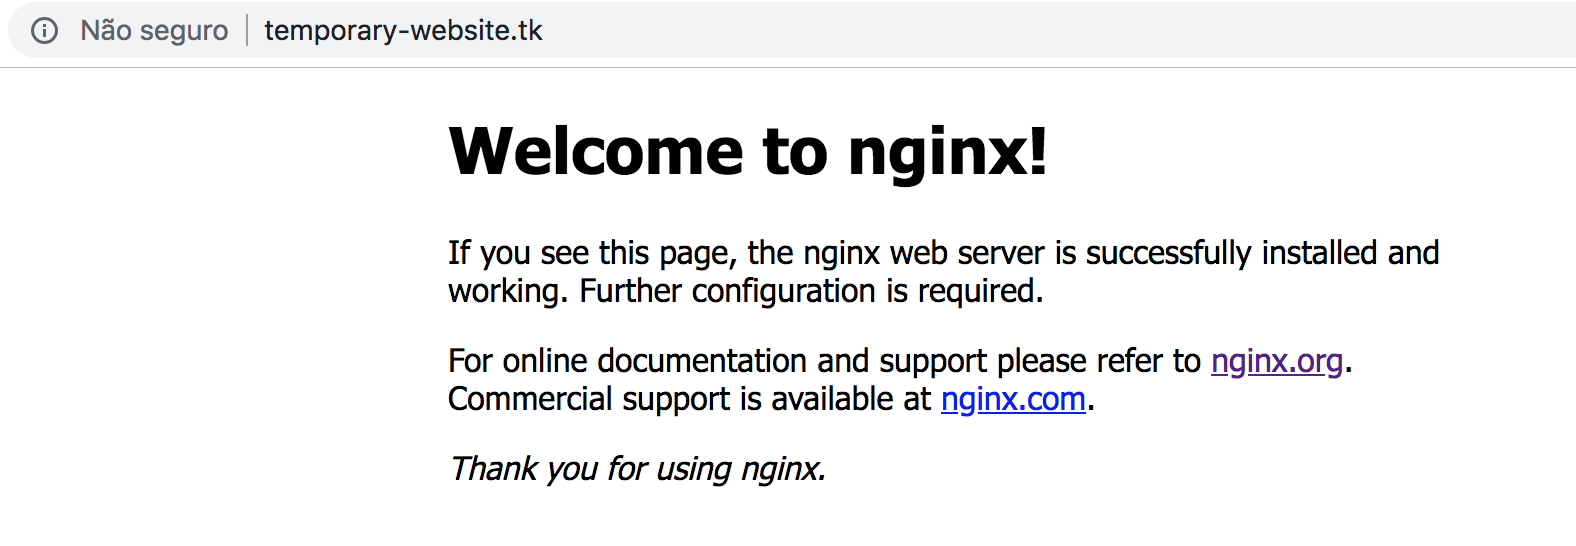 Não seguro temporary-website.tk
Welcome to nginx!
If you see this page, the nginx web server is successfully installed and
working. Further configuration is required.
For online documentation and support please refer to nginx.org.
Commercial support is available at nginx.com.
Thank you for using nginx.